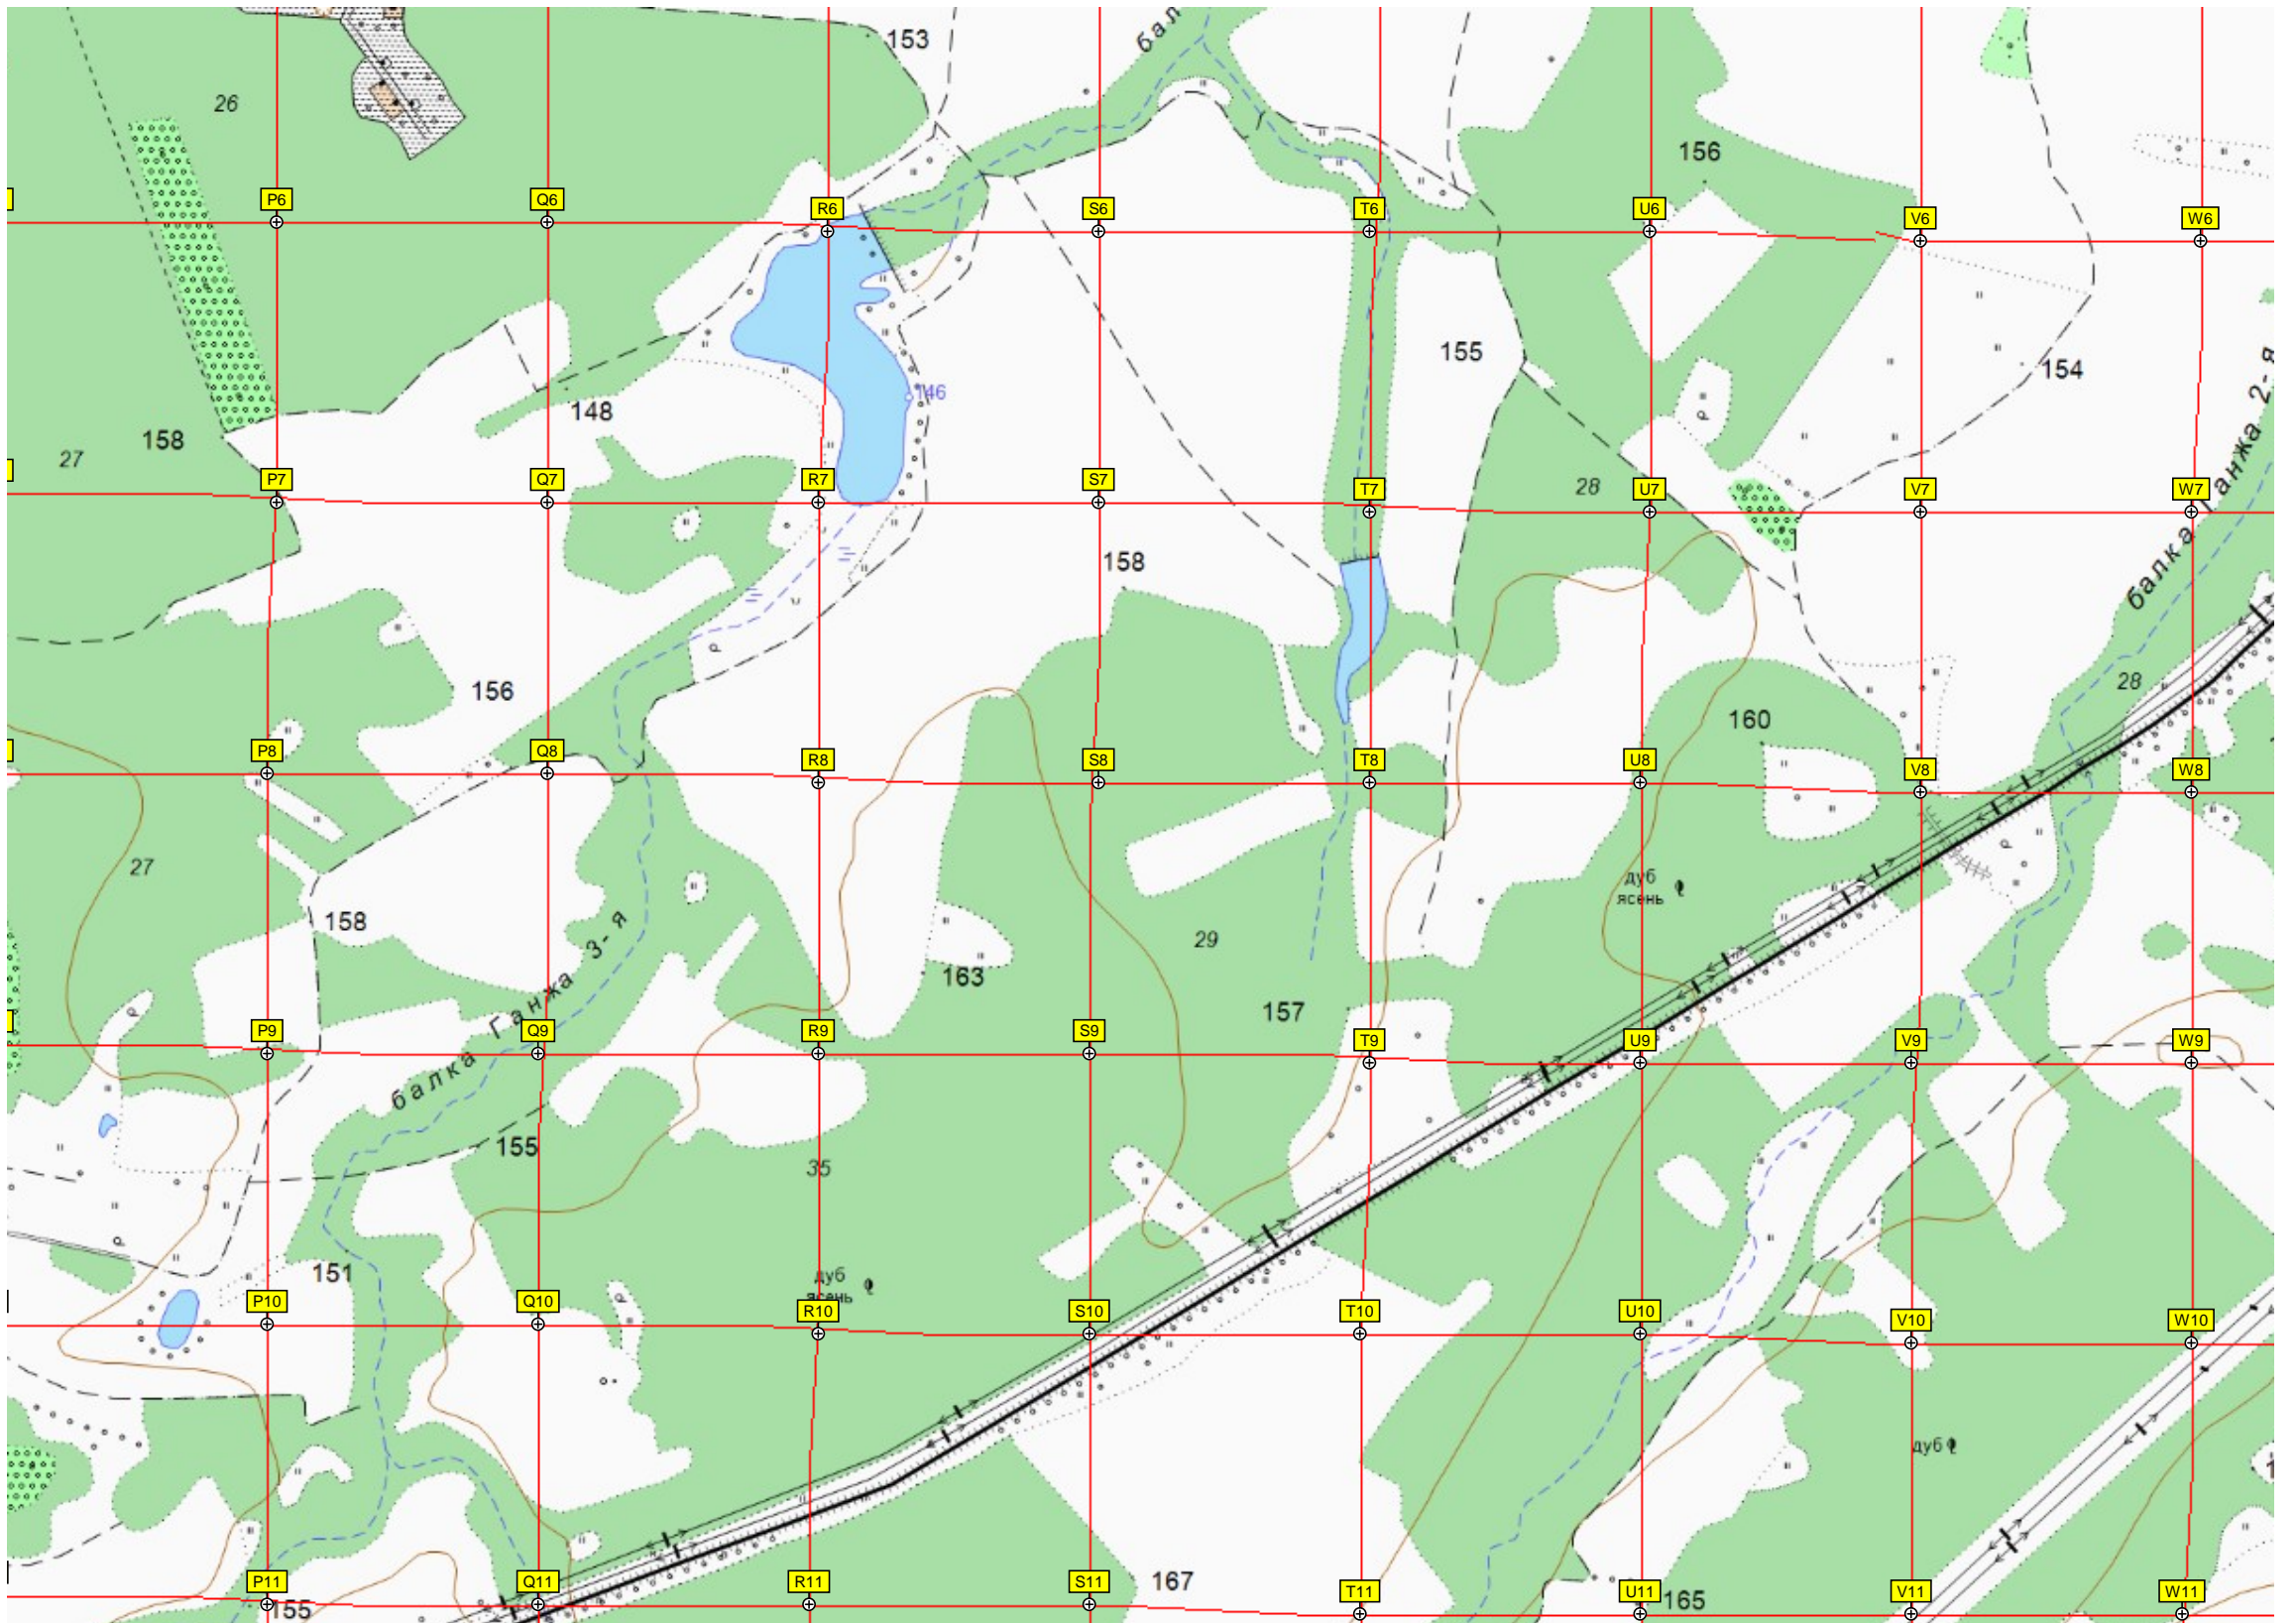 153
бал
26
156
P6
Q6
R6
S6
T6
U6
V6
W6
155
154
146
148
158
27
балка Ганжа 2-я
P7
Q7
R7
S7
T7
28
U7
V7
W7
158
156
28
160
P8
Q8
R8
S8
T8
U8
V8
W8
27
дуб
ясень
158
29
163
157
балка Ганжа 3-я
P9
Q9
R9
S9
T9
U9
V9
W9
155
35
151
дуб
ясень
P10
Q10
R10
S10
T10
U10
V10
W10
дуб
P11
Q11
R11
S11
167
T11
U11
165
V11
W11
155